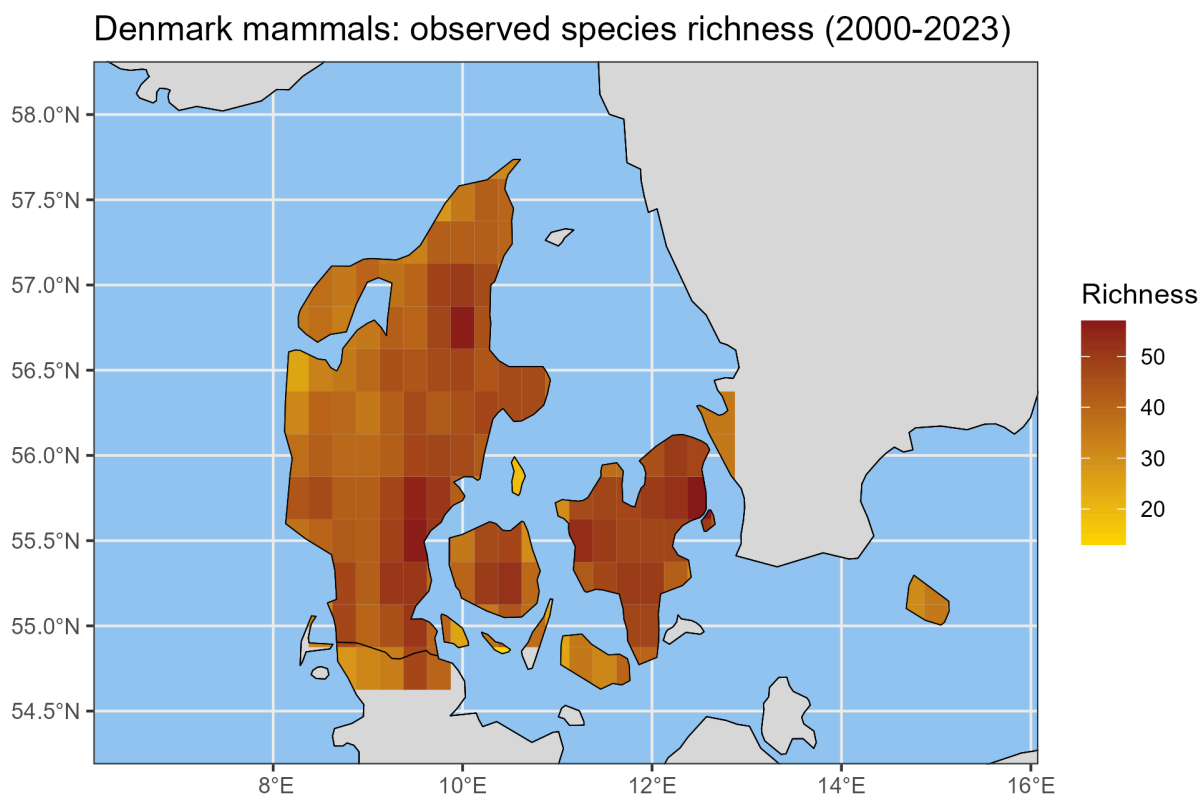 Denmark mammals: observed species richness (2000-2023)
58.0°N
57.5°N
57.0°N
56.5°N
56.0°N
55.5°N
55.0°N
54.5°N
8°E
10°E
12°E
14°E
16°E
Richness
50
40
30
20